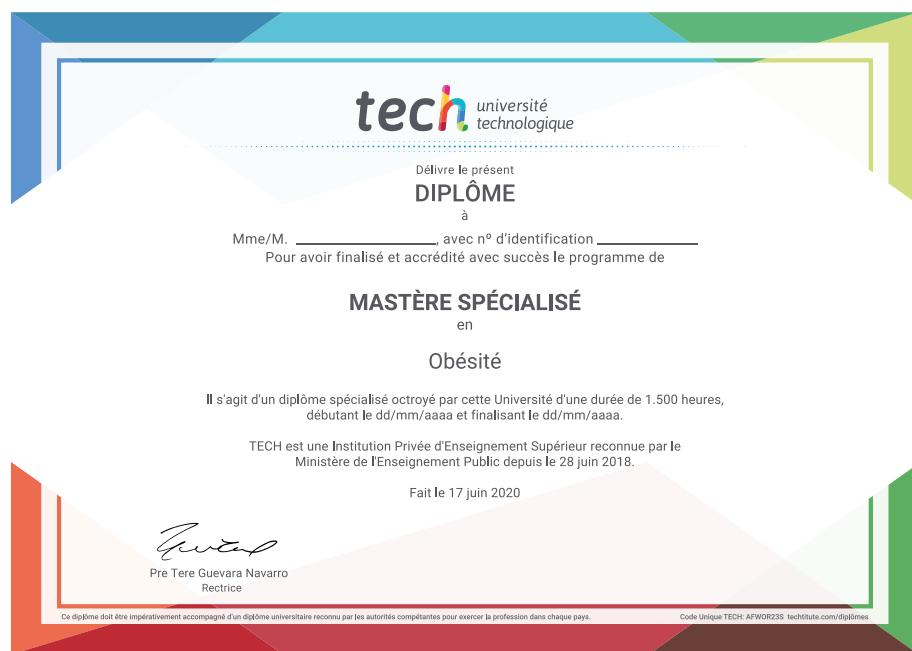 tech université
technologique
Délivre le présent
DIPLÔME
à
Mme/M. ____________________, avec nº d'identification ______________
Pour avoir finalisé et accrédité avec succès le programme de
MASTÈRE SPÉCIALISÉ
en
Obésité
Il s'agit d'un diplôme spécialisé octroyé par cette Université d'une durée de 1.500 heures,
débutant le dd/mm/aaaa et finalisant le dd/mm/aaaa.
TECH est une Institution Privée d'Enseignement Supérieur reconnue par le
Ministère de l'Enseignement Public depuis le 28 juin 2018.
Fait le 17 juin 2020
Pre Tere Guevara Navarro
Rectrice
Ce diplôme doit être impérativement accompagné d'un diplôme universitaire reconnu par les autorités compétantes pour exercer la profession dans chaque pays.
Code Unique TECH: AFWOR23S techtitute.com/diplômes